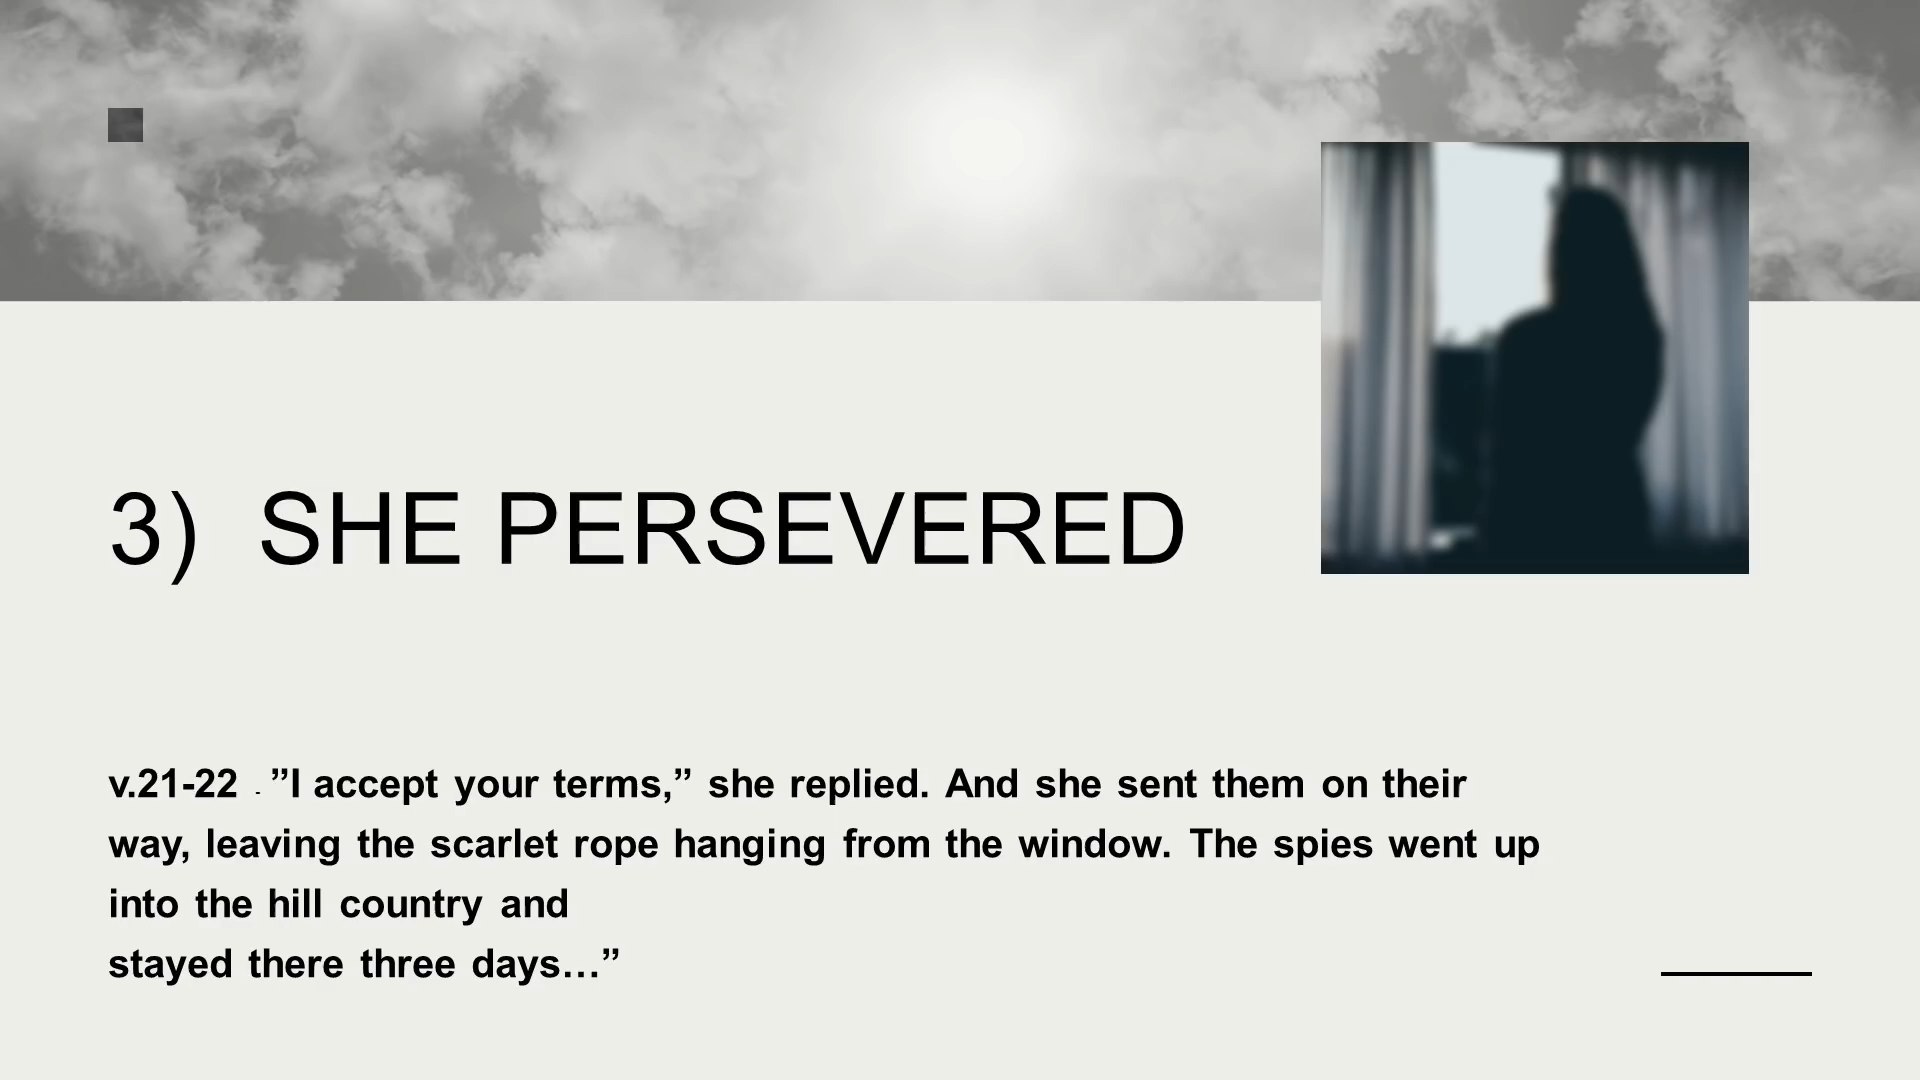 3) SHE PERSEVERED
v.21-22 - ”I accept your terms,” she replied. And she sent them on their
way, leaving the scarlet rope hanging from the window. The spies went up
into the hill country and
stayed there three days…”